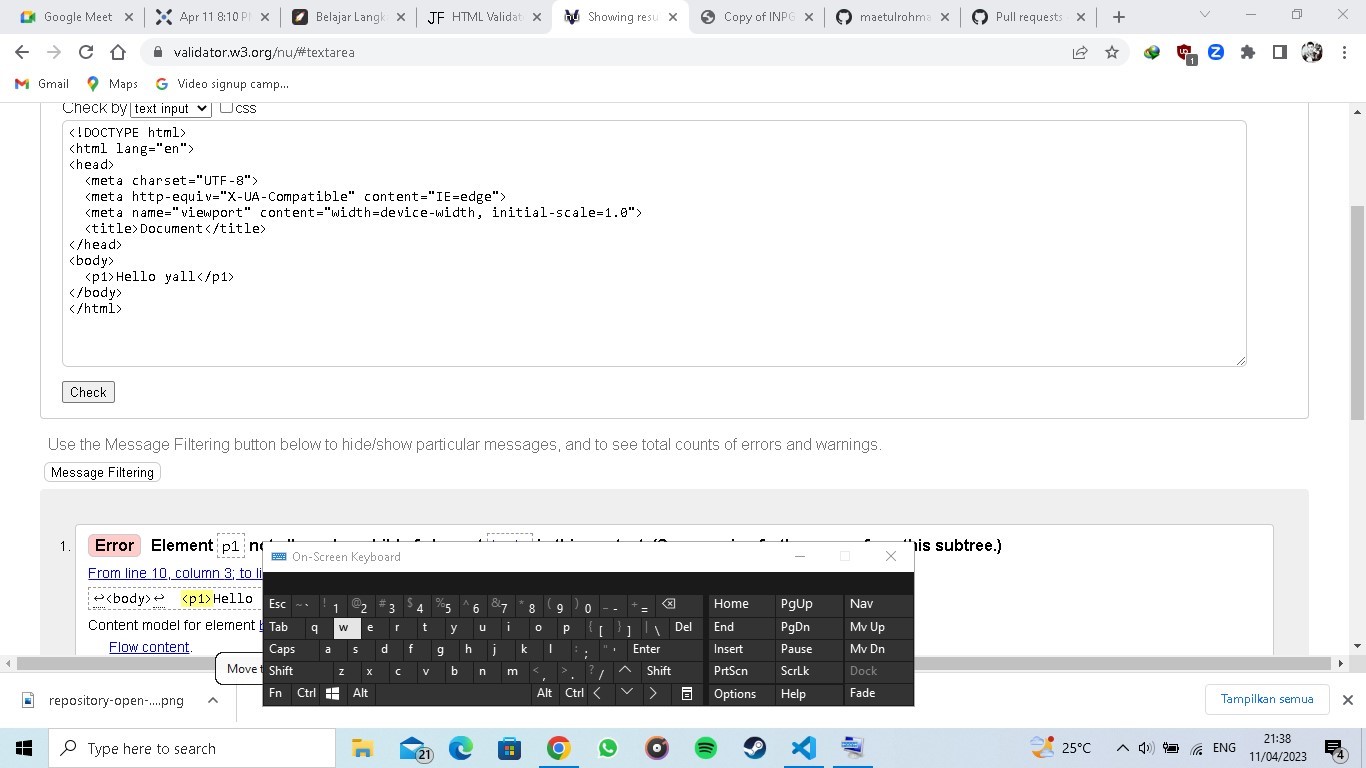 Google Meet
Apr 11 8:10 P
Belajar Langk
HTML Validat
Showing resu
Copy of INPG
maetulrohma
Pull requests
validator.w3.org/nu/#textarea
Gmail
Maps
Video signup camp...
Check by text input css
<!DOCTYPE html>
<html lang="en">
<head>
<meta charset="UTF-8">
<meta http-equiv="X-UA-Compatible" content="IE=edge">
<meta name="viewport" content="width=device-width, initial-scale=1.0">
<title>Document</title>
</head>
<body>
<p1>Hello yall</p1>
</body>
</html>
Check
Use the Message Filtering button below to hide/show particular messages, and to see total counts of errors and warnings.
Message Filtering
1. Error Element p1 this subtree.)
From line 10, column 3; to li
↩<body>↩ <p1>Hello
Content model for element
Flow content.
Move t
On-Screen Keyboard
Esc ~ ` ! 1 @ 2 # 3 $ 4 % 5 ^ 6 & 7 * 8 ( 9 ) 0 _ - + = Home PgUp Nav
Tab q w e r t y u i o p { [ } ] | \ Del End PgDn Mv Up
Caps a s d f g h j k l : ; " ' Enter Insert Pause Mv Dn
Shift z x c v b n m < , > . ? / Shift PrtScn ScrLk Dock
Fn Ctrl Alt Alt Ctrl Options Help Fade
repository-open-....png
Tampilkan semua
Type here to search
21
25°C
ENG
21:38
11/04/2023
4